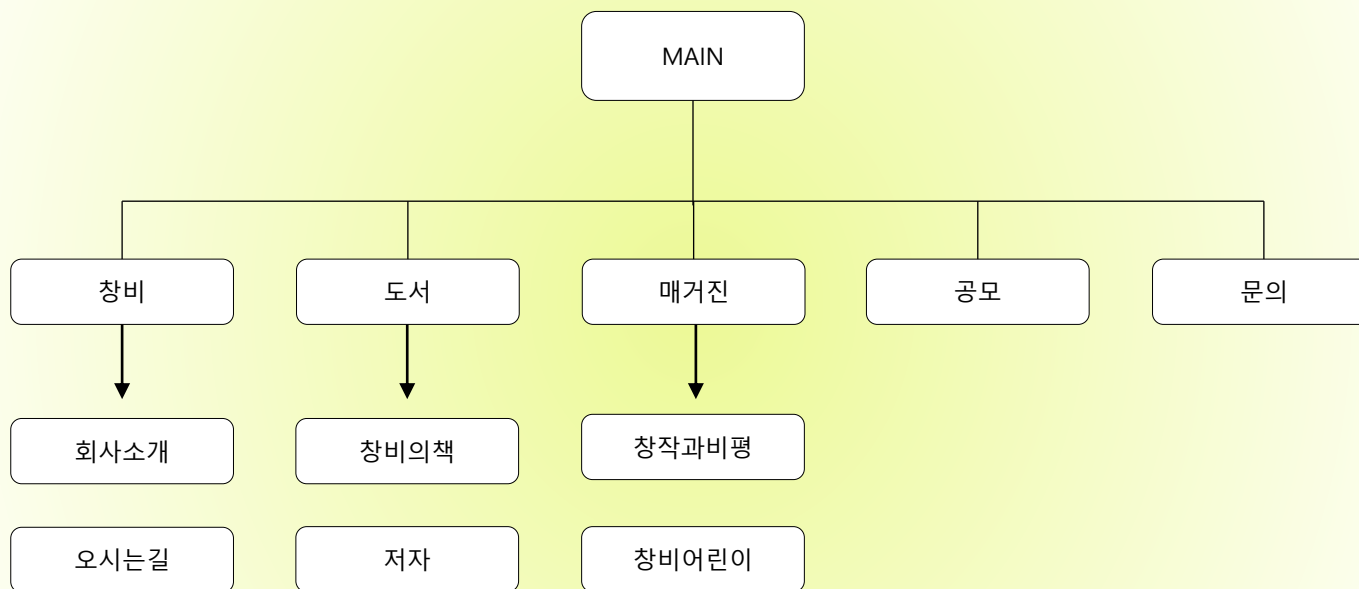 MAIN
창비
도서
매거진
공모
문의
회사소개
창비의책
창작과비평
오시는길
저자
창비어린이